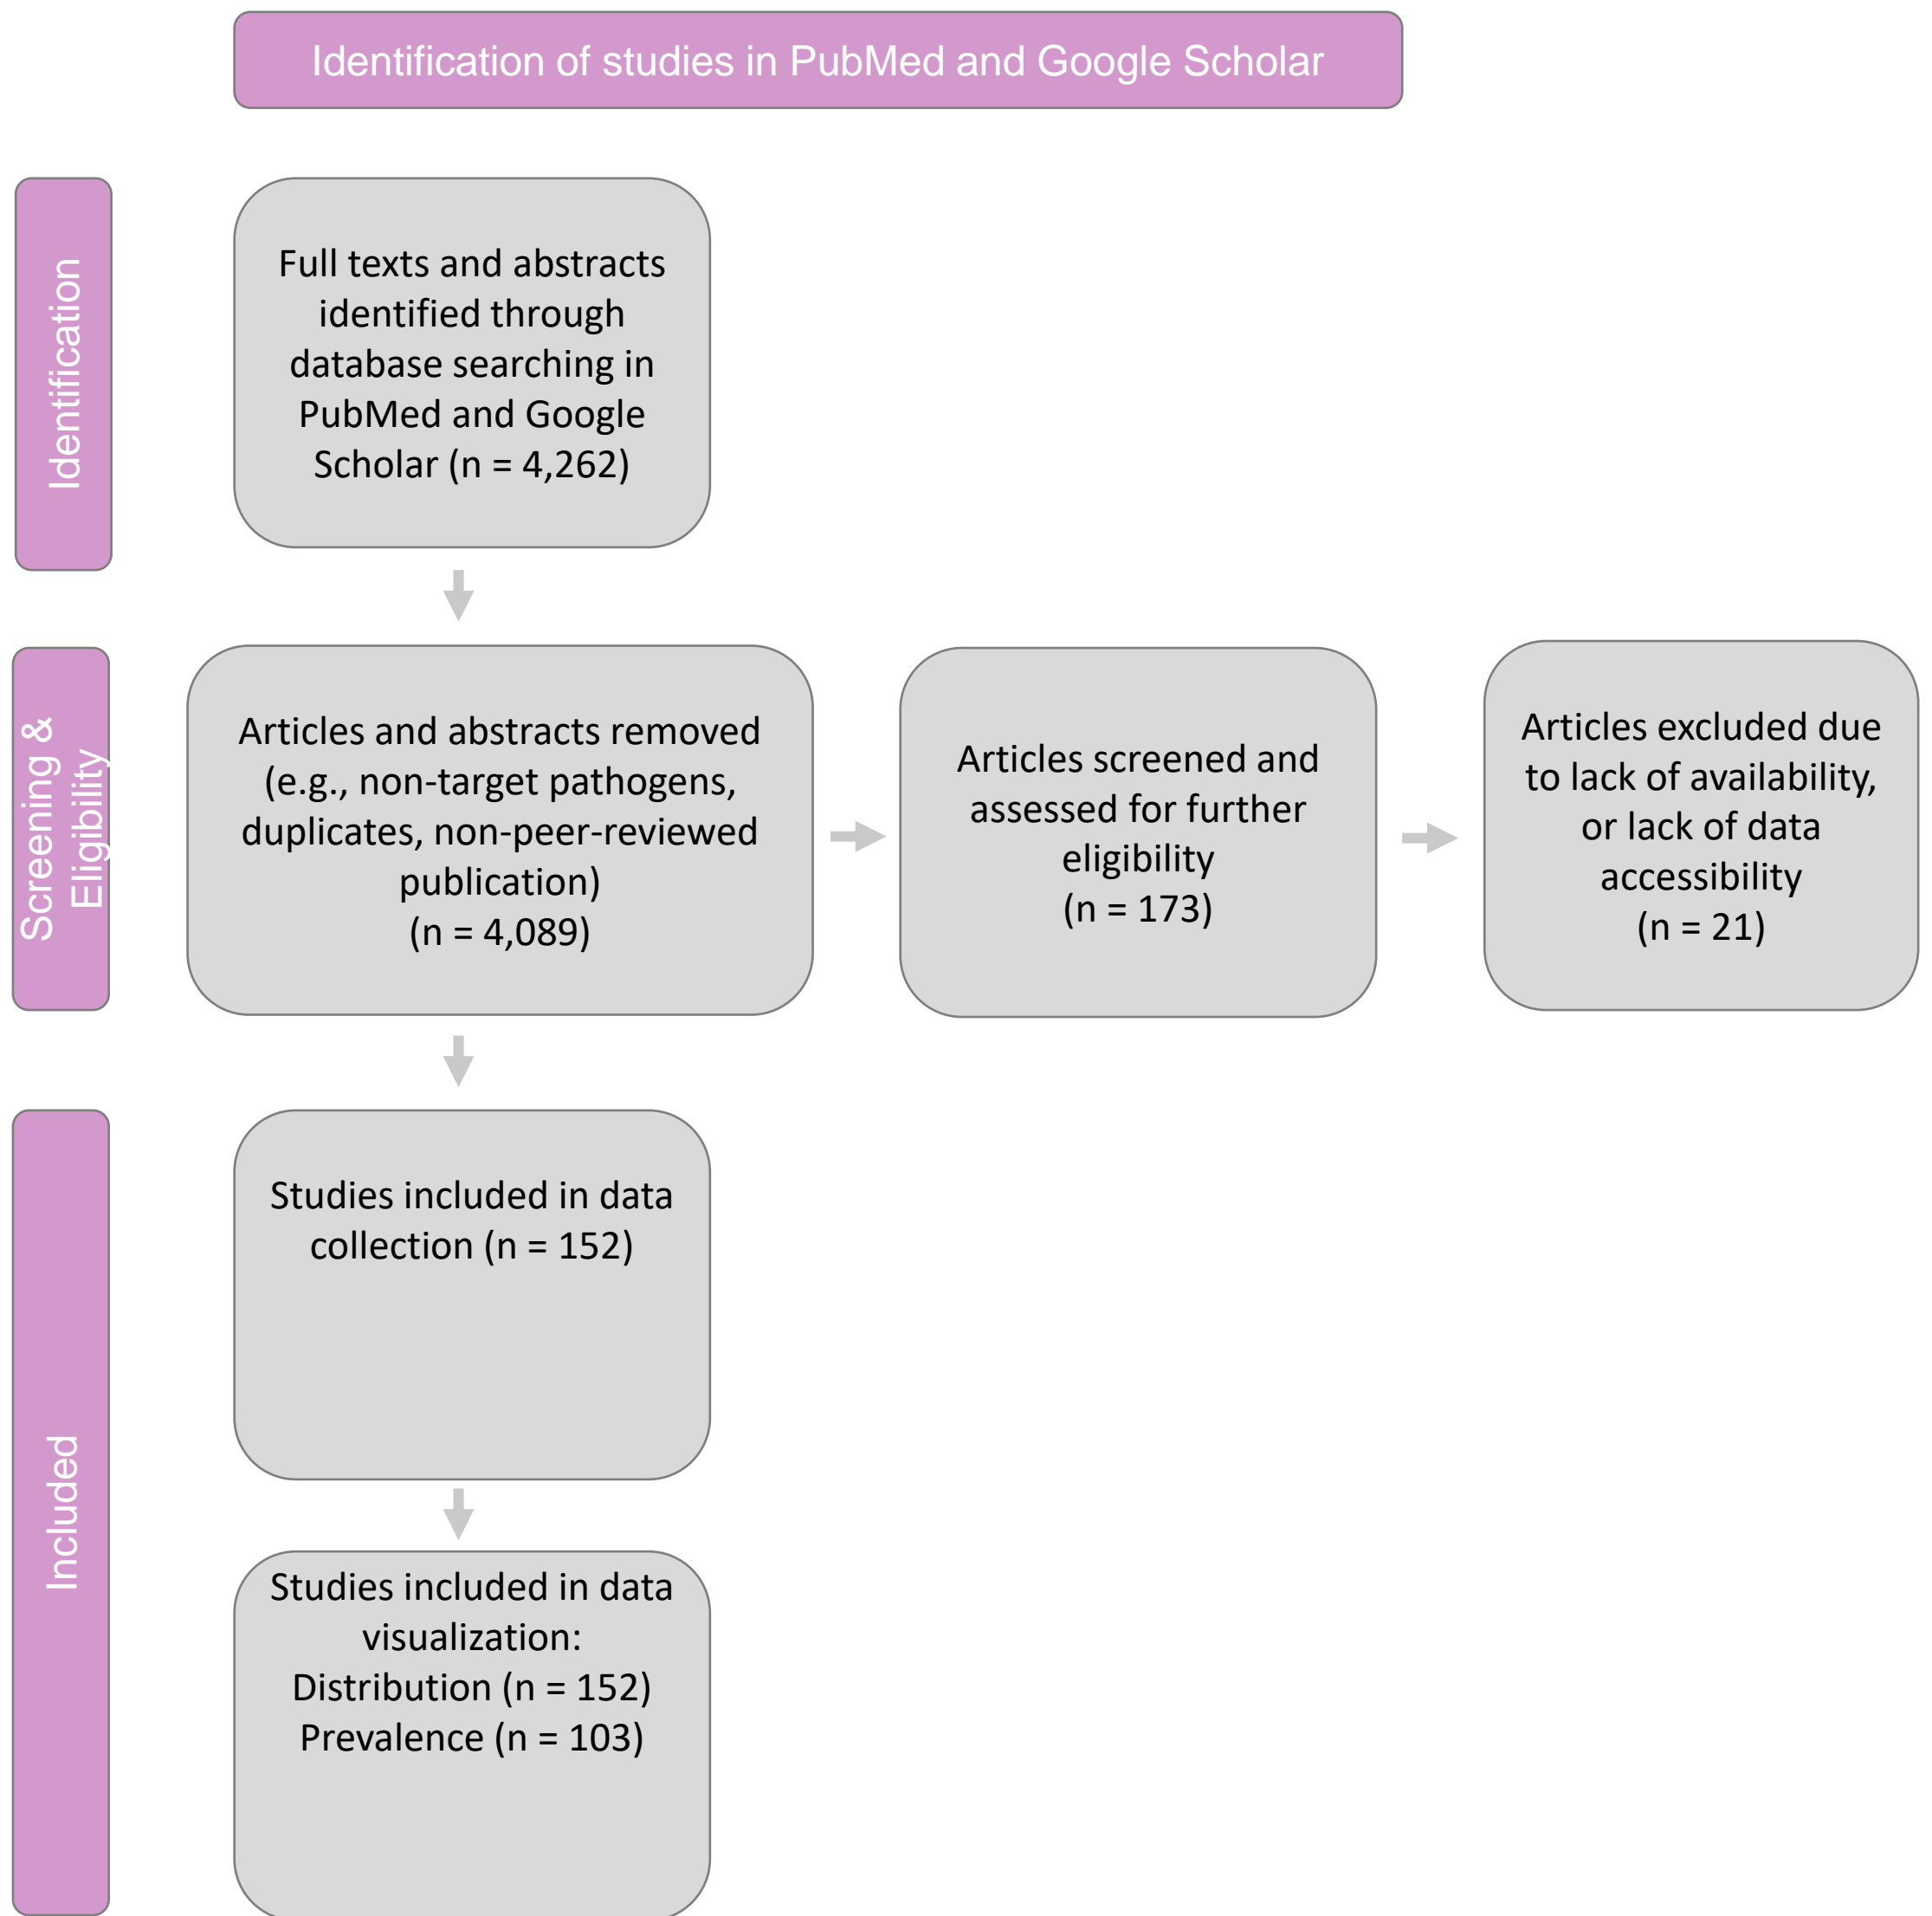 Identification of studies in PubMed and Google Scholar
Identification
Full texts and abstracts
identified through
database searching in
PubMed and Google
Scholar (n = 4,262)
Screening &
Eligibility
Articles and abstracts removed
(e.g., non-target pathogens,
duplicates, non-peer-reviewed
publication)
(n = 4,089)
Articles screened and
assessed for further
eligibility
(n = 173)
Articles excluded due
to lack of availability,
or lack of data
accessibility
(n = 21)
Included
Studies included in data
collection (n = 152)
Studies included in data
visualization:
Distribution (n = 152)
Prevalence (n = 103)